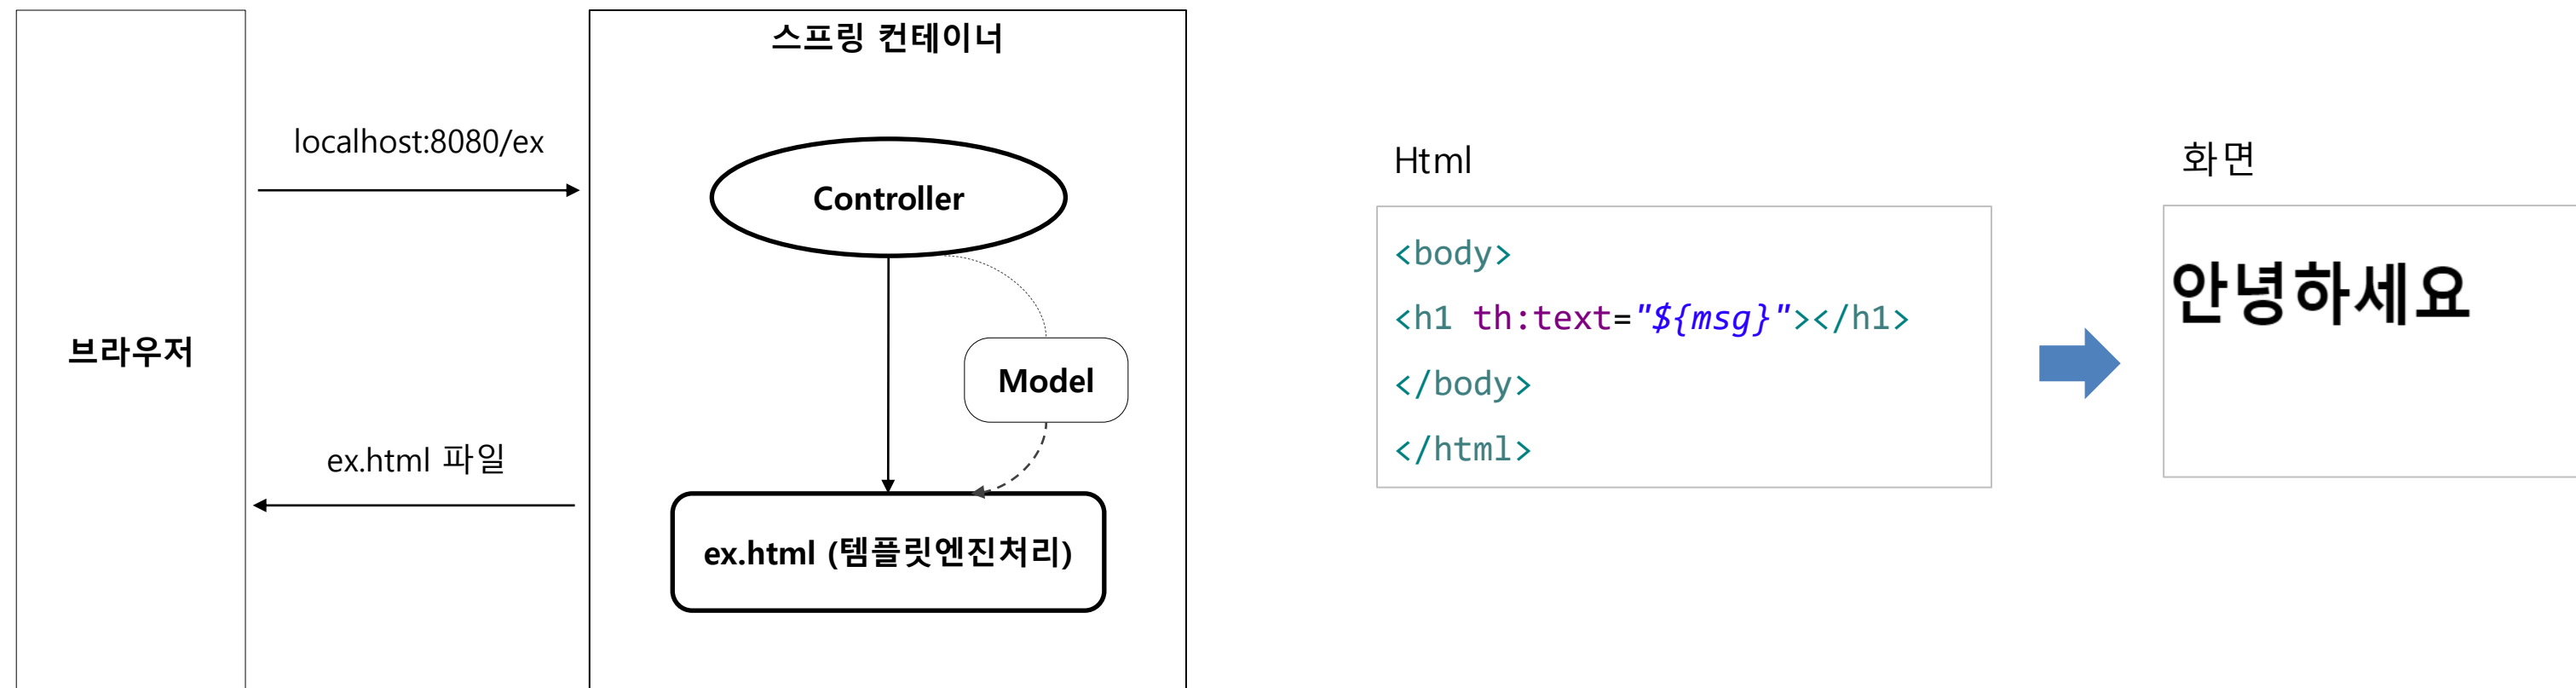 스프링 컨테이너
localhost:8080/ex
Controller
브라우저
Model
ex.html 파일
ex.html (템플릿엔진처리)
Html
<body>
<h1 th:text="${msg}"></h1>
</body>
</html>
화면
안녕하세요